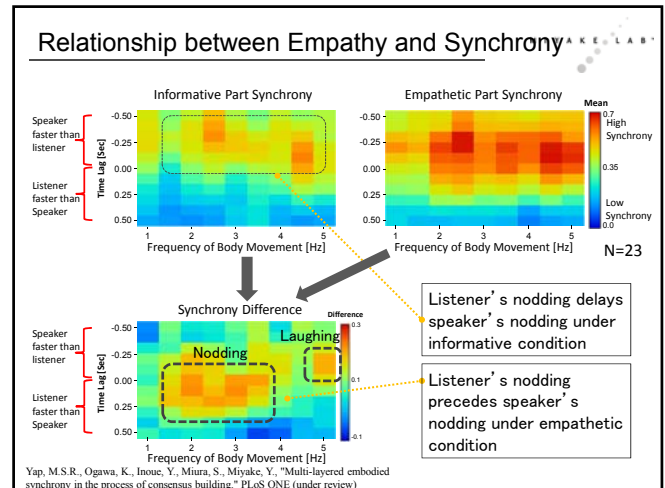 Relationship between Empathy and Synchrony
MIYAKE LAB.
Informative Part Synchrony
Empathetic Part Synchrony
Speaker
faster than
listener
Listener
faster than
Speaker
Time Lag [Sec]
-0.50
-0.25
0.00
0.25
0.50
1 2 3 4 5
Frequency of Body Movement [Hz]
-0.50
-0.25
0.00
0.25
0.50
1 2 3 4 5
Frequency of Body Movement [Hz]
Mean
0.7
High
Synchrony
0.35
Low
Synchrony
0.0
N=23
Synchrony Difference
Speaker
faster than
listener
Listener
faster than
Speaker
Time Lag [Sec]
-0.50
-0.25
0.00
0.25
0.50
Nodding
Laughing
1 2 3 4 5
Frequency of Body Movement [Hz]
Difference
0.3
0.1
-0.1
Listener's nodding delays
speaker's nodding under
informative condition
Listener's nodding
precedes speaker's
nodding under empathetic
condition
Yap, M.S.R., Ogawa, K., Inoue, Y., Miura, S., Miyake, Y., "Multi-layered embodied
synchrony in the process of consensus building," PLoS ONE (under review)